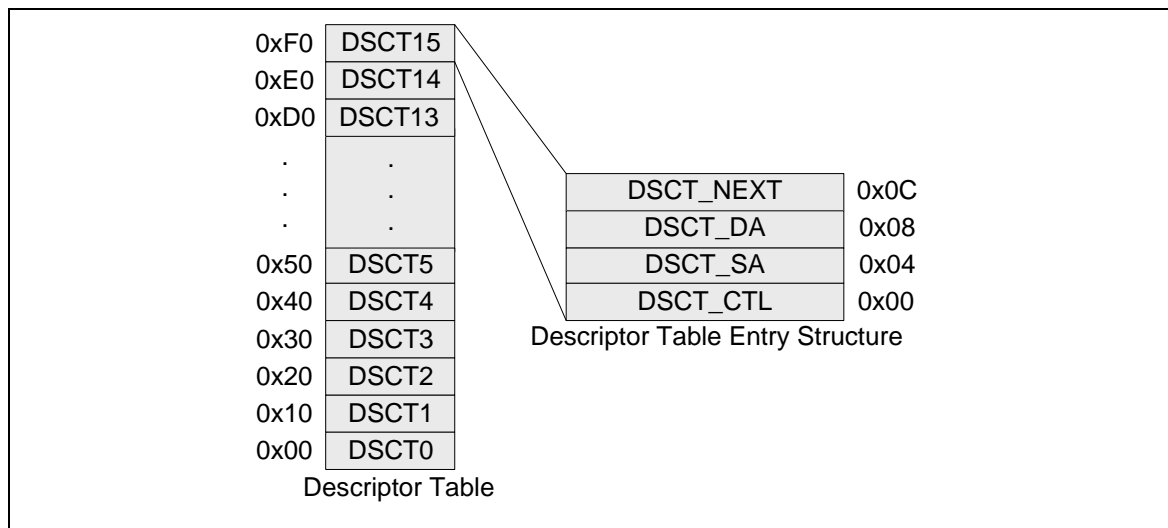 0xF0 DSCT15
0xE0 DSCT14
0xD0 DSCT13
. .
. .
. .
0x50 DSCT5
0x40 DSCT4
0x30 DSCT3
0x20 DSCT2
0x10 DSCT1
0x00 DSCT0
Descriptor Table
DSCT_NEXT 0x0C
DSCT_DA 0x08
DSCT_SA 0x04
DSCT_CTL 0x00
Descriptor Table Entry Structure